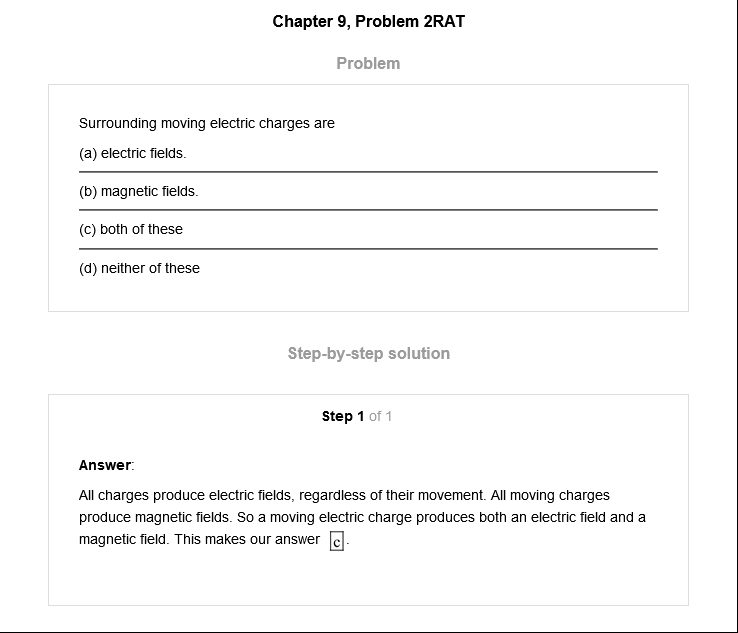 Chapter 9, Problem 2RAT
Problem
Surrounding moving electric charges are
(a) electric fields.
(b) magnetic fields.
(c) both of these
(d) neither of these
Step-by-step solution
Step 1 of 1
Answer:
All charges produce electric fields, regardless of their movement. All moving charges
produce magnetic fields. So a moving electric charge produces both an electric field and a
magnetic field. This makes our answer c.